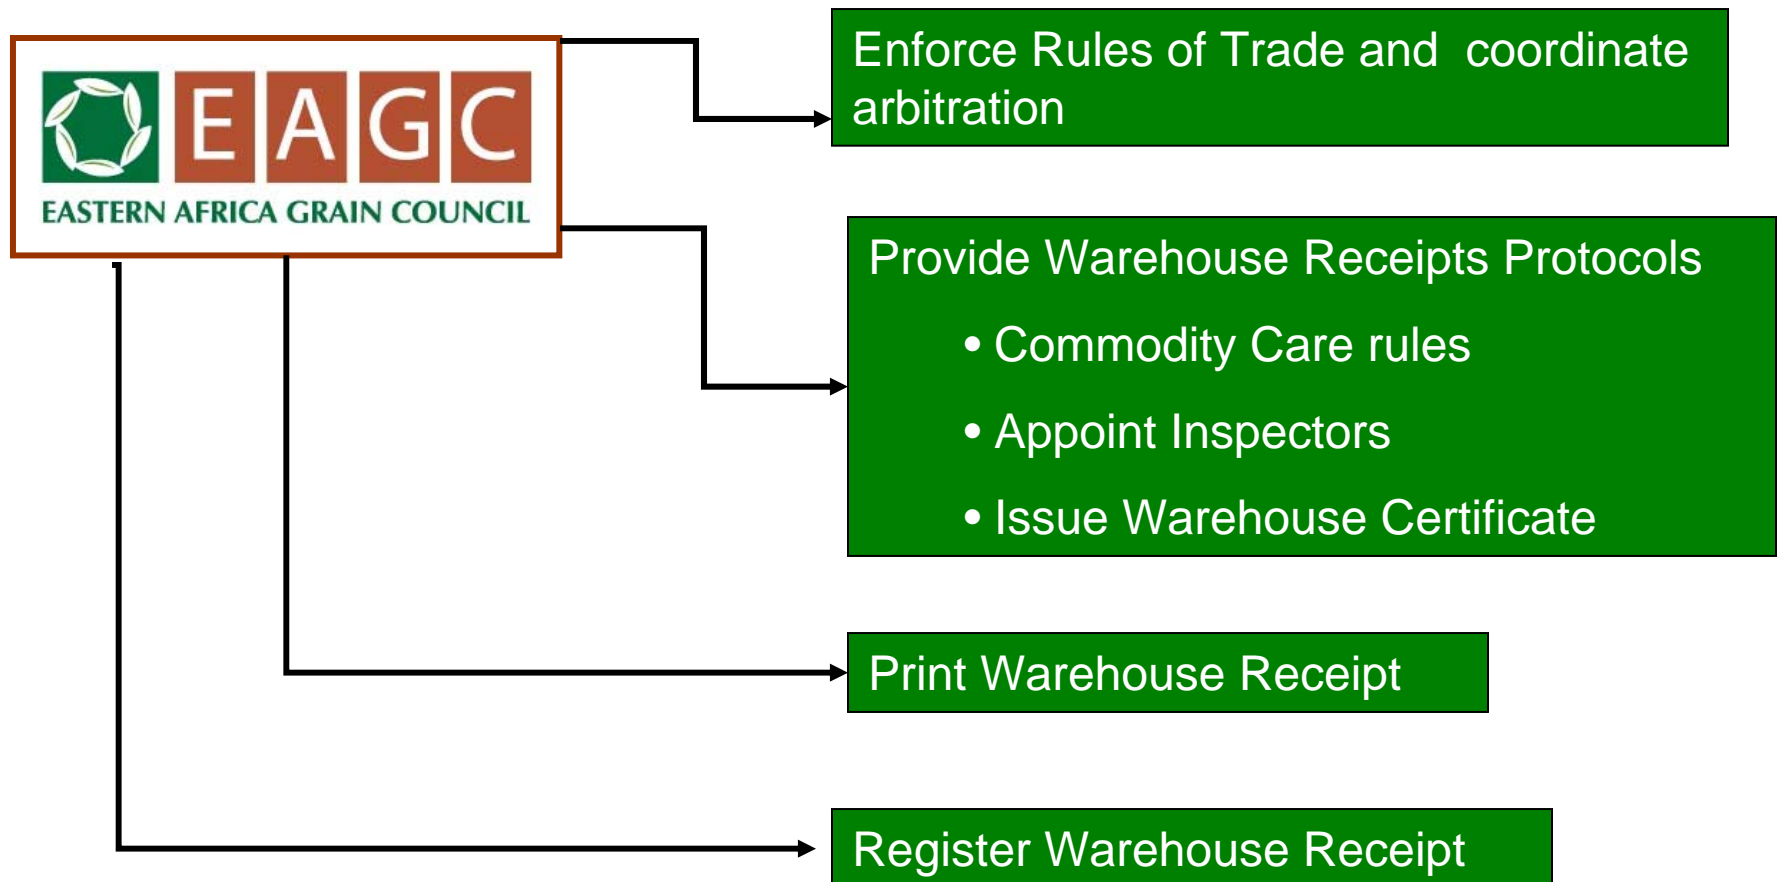 EAGC
EASTERN AFRICA GRAIN COUNCIL
Enforce Rules of Trade and coordinate
arbitration
Provide Warehouse Receipts Protocols
• Commodity Care rules
• Appoint Inspectors
• Issue Warehouse Certificate
Print Warehouse Receipt
Register Warehouse Receipt